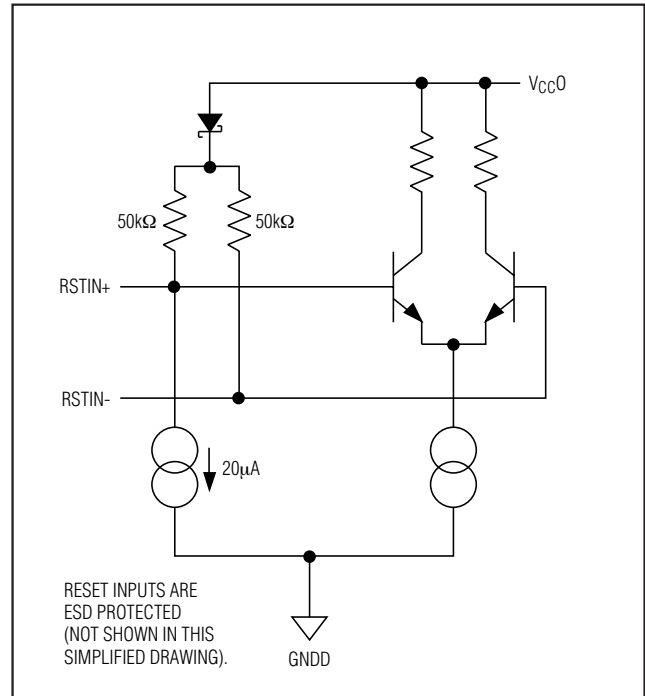 VCCO
50kΩ
50kΩ
RSTIN+
RSTIN-
20µA
RESET INPUTS ARE
ESD PROTECTED
(NOT SHOWN IN THIS
SIMPLIFIED DRAWING).
GNDD